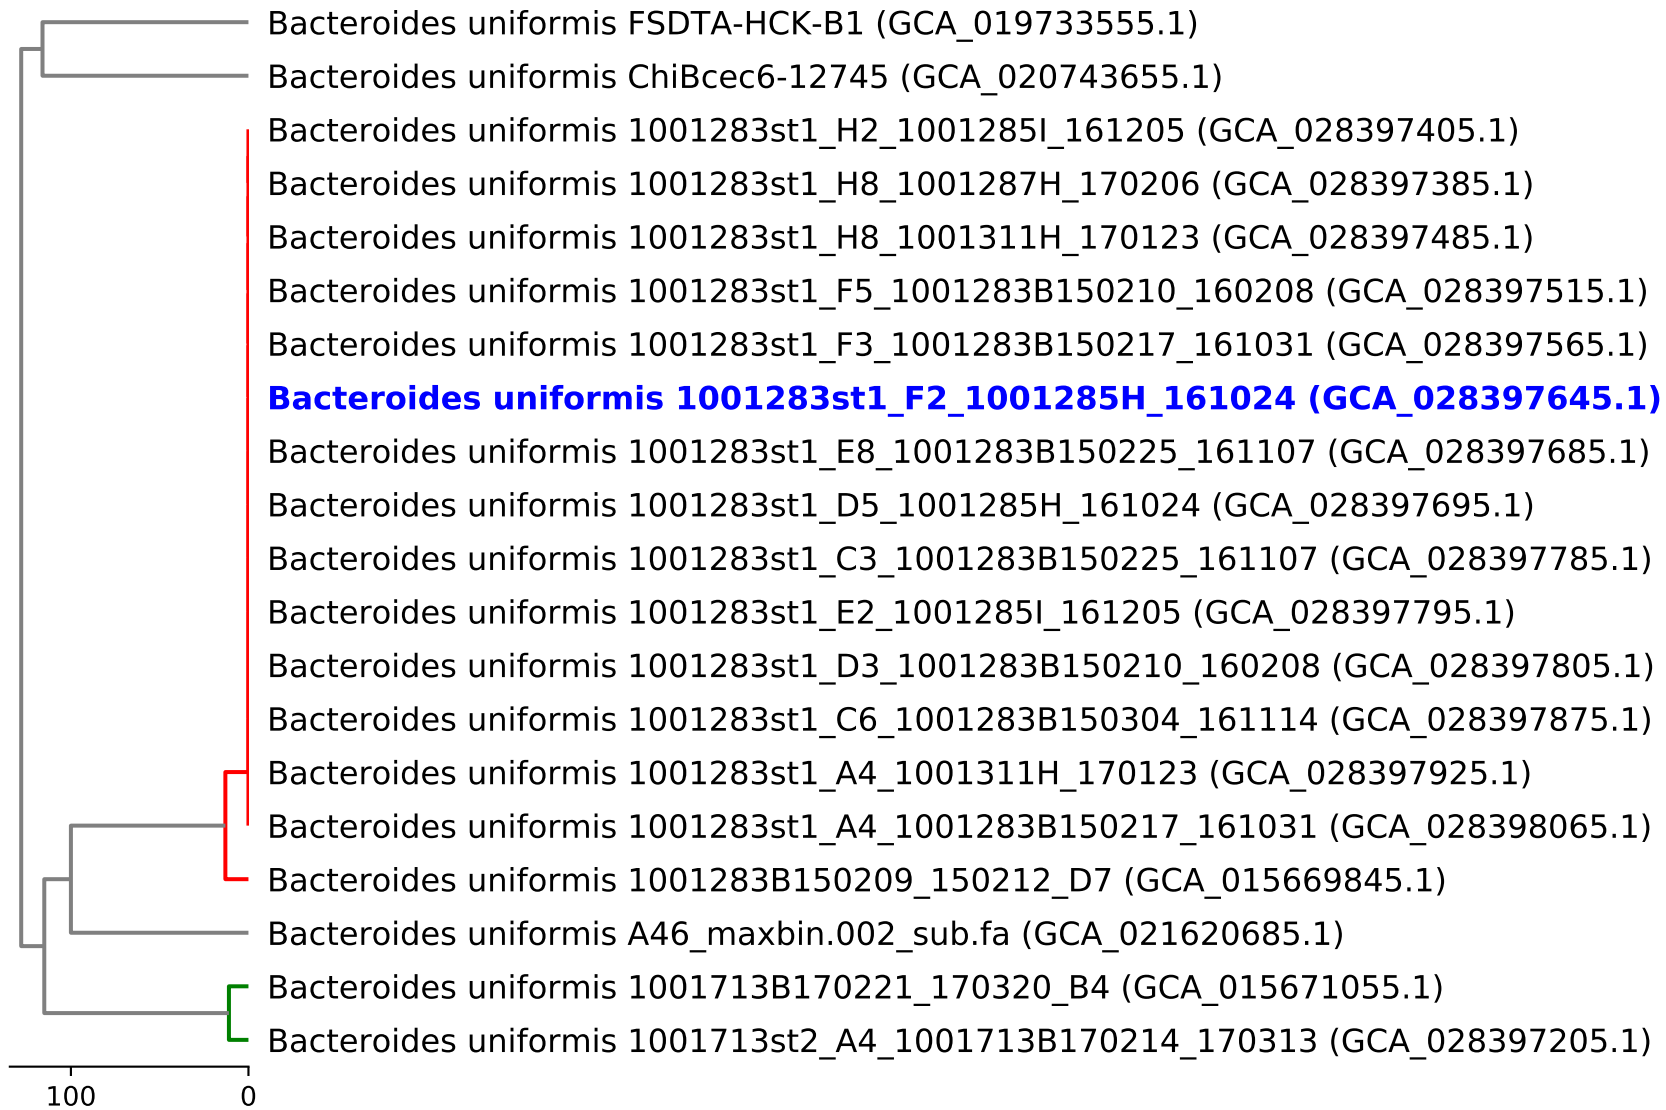 Bacteroides uniformis FSDTA-HCK-B1 (GCA_019733555.1)
Bacteroides uniformis ChiBcec6-12745 (GCA_020743655.1)
Bacteroides uniformis 1001283st1_H2_1001285I_161205 (GCA_028397405.1)
Bacteroides uniformis 1001283st1_H8_1001287H_170206 (GCA_028397385.1)
Bacteroides uniformis 1001283st1_H8_1001311H_170123 (GCA_028397485.1)
Bacteroides uniformis 1001283st1_F5_1001283B150210_160208 (GCA_028397515.1)
Bacteroides uniformis 1001283st1_F3_1001283B150217_161031 (GCA_028397565.1)
Bacteroides uniformis 1001283st1_F2_1001285H_161024 (GCA_028397645.1)
Bacteroides uniformis 1001283st1_E8_1001283B150225_161107 (GCA_028397685.1)
Bacteroides uniformis 1001283st1_D5_1001285H_161024 (GCA_028397695.1)
Bacteroides uniformis 1001283st1_C3_1001283B150225_161107 (GCA_028397785.1)
Bacteroides uniformis 1001283st1_E2_1001285I_161205 (GCA_028397795.1)
Bacteroides uniformis 1001283st1_D3_1001283B150210_160208 (GCA_028397805.1)
Bacteroides uniformis 1001283st1_C6_1001283B150304_161114 (GCA_028397875.1)
Bacteroides uniformis 1001283st1_A4_1001311H_170123 (GCA_028397925.1)
Bacteroides uniformis 1001283st1_A4_1001283B150217_161031 (GCA_028398065.1)
Bacteroides uniformis 1001283B150209_150212_D7 (GCA_015669845.1)
Bacteroides uniformis A46_maxbin.002_sub.fa (GCA_021620685.1)
Bacteroides uniformis 1001713B170221_170320_B4 (GCA_015671055.1)
Bacteroides uniformis 1001713st2_A4_1001713B170214_170313 (GCA_028397205.1)
100 0